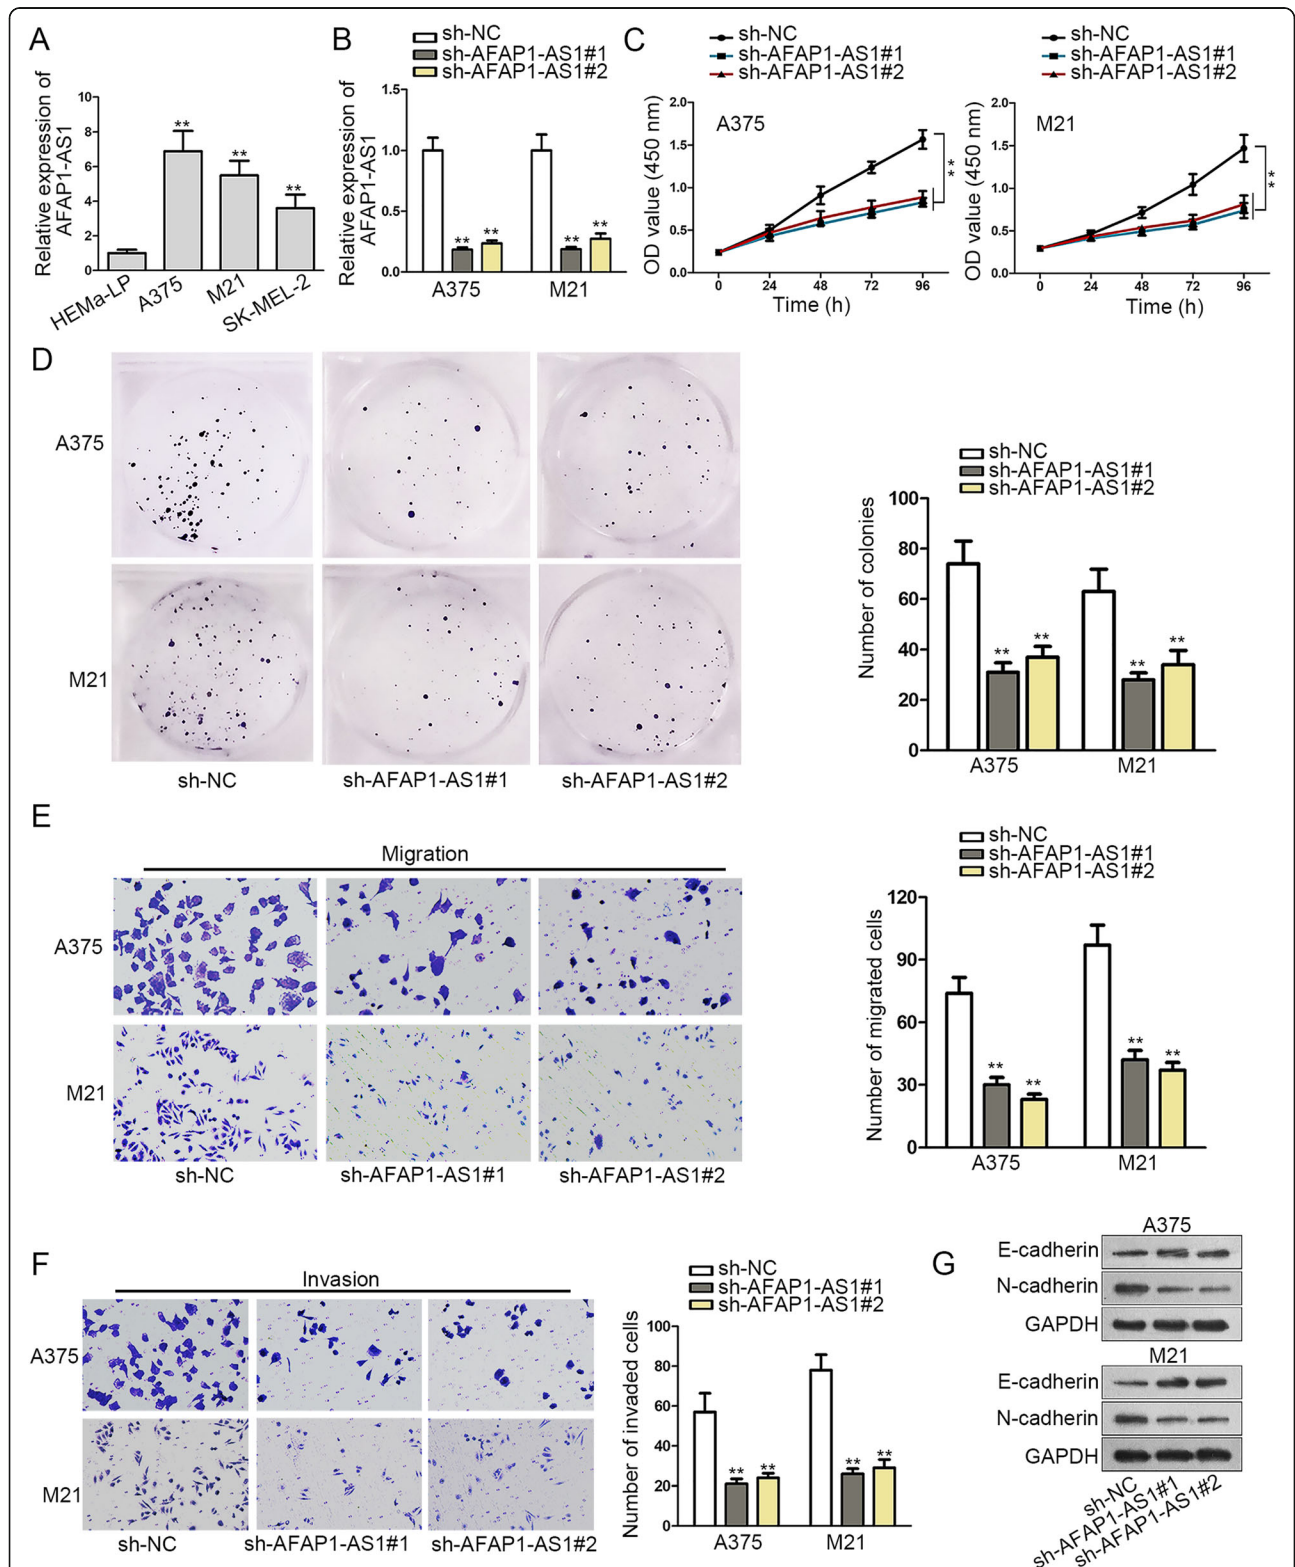 A
Relative expression of
AFAP1-AS1
10
8
6
4
2
0
**
**
**
HEMa-LP
A375
M21
SK-MEL-2
B
sh-NC
sh-AFAP1-AS1#1
sh-AFAP1-AS1#2
Relative expression of
AFAP1-AS1
1.5
1.0
0.5
0.0
** **
** **
A375
M21
C
sh-NC
sh-AFAP1-AS1#1
sh-AFAP1-AS1#2
A375
OD value (450 nm)
2.0
1.5
1.0
0.5
0.0
**
0 24 48 72 96
Time (h)
sh-NC
sh-AFAP1-AS1#1
sh-AFAP1-AS1#2
M21
OD value (450 nm)
2.0
1.5
1.0
0.5
0.0
**
0 24 48 72 96
Time (h)
D
A375
M21
sh-NC
sh-AFAP1-AS1#1
sh-AFAP1-AS1#2
sh-NC
sh-AFAP1-AS1#1
sh-AFAP1-AS1#2
Number of colonies
100
80
60
40
20
0
** **
** **
A375
M21
E
Migration
A375
M21
sh-NC
sh-AFAP1-AS1#1
sh-AFAP1-AS1#2
sh-NC
sh-AFAP1-AS1#1
sh-AFAP1-AS1#2
Number of migrated cells
120
90
60
30
0
** **
** **
A375
M21
F
Invasion
A375
M21
sh-NC
sh-AFAP1-AS1#1
sh-AFAP1-AS1#2
sh-NC
sh-AFAP1-AS1#1
sh-AFAP1-AS1#2
Number of invaded cells
100
80
60
40
20
0
** **
** **
A375
M21
G
A375
E-cadherin
N-cadherin
GAPDH
M21
E-cadherin
N-cadherin
GAPDH
sh-NC
sh-AFAP1-AS1#1
sh-AFAP1-AS1#2